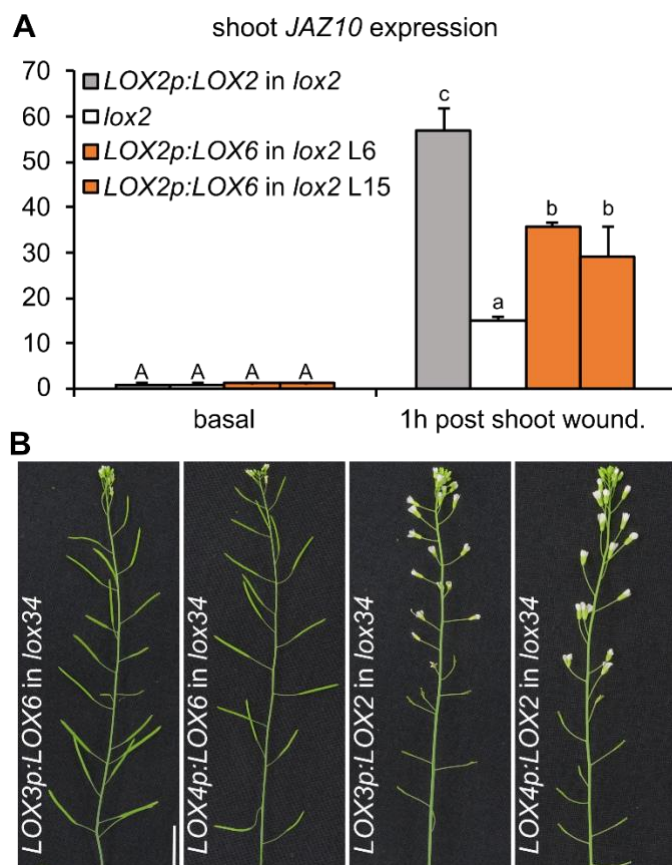 A
shoot JAZ10 expression
70
60
50
40
30
20
10
0
LOX2p:LOX2 in lox2
lox2
LOX2p:LOX6 in lox2 L6
LOX2p:LOX6 in lox2 L15
A A A A
c
a
b
b
basal
1h post shoot wound.
B
LOX3p:LOX6 in lox34
LOX4p:LOX6 in lox34
LOX3p:LOX2 in lox34
LOX4p:LOX2 in lox34